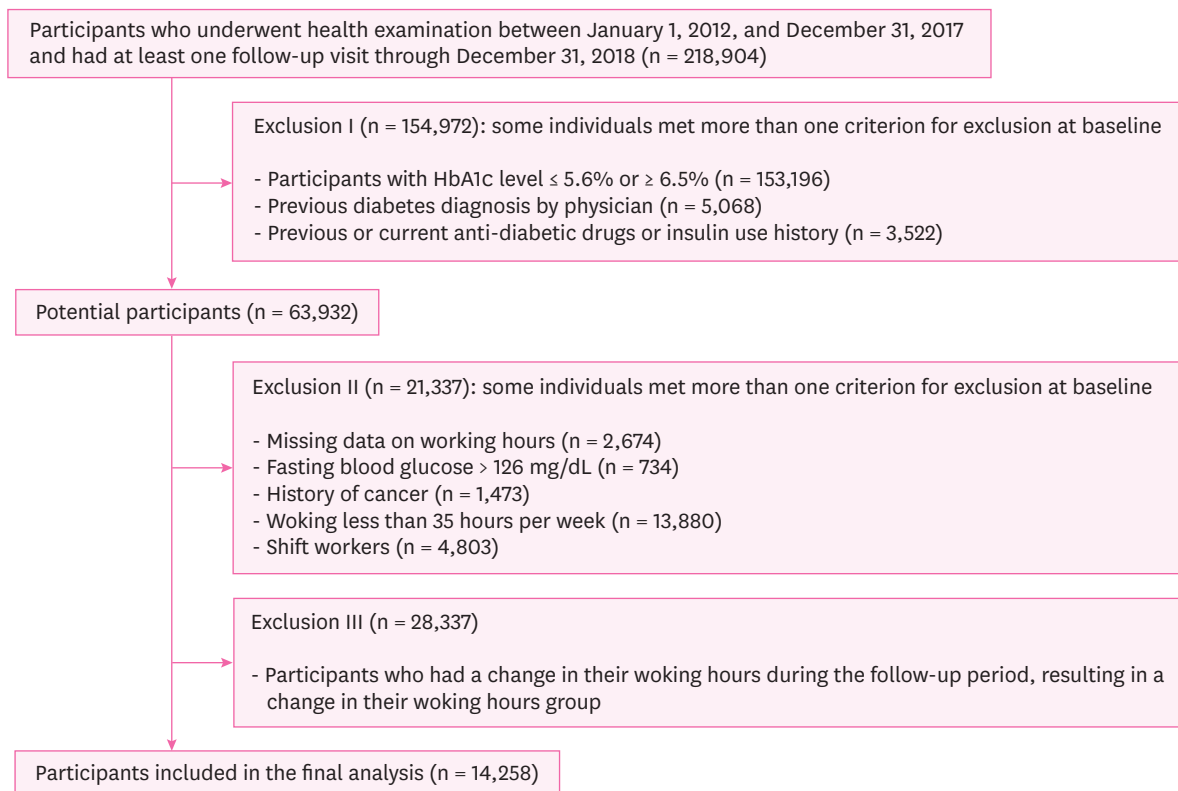 Participants who underwent health examination between January 1, 2012, and December 31, 2017
and had at least one follow-up visit through December 31, 2018 (n = 218,904)
Exclusion I (n = 154,972): some individuals met more than one criterion for exclusion at baseline
- Participants with HbA1c level ≤ 5.6% or ≥ 6.5% (n = 153,196)
- Previous diabetes diagnosis by physician (n = 5,068)
- Previous or current anti-diabetic drugs or insulin use history (n = 3,522)
Potential participants (n = 63,932)
Exclusion II (n = 21,337): some individuals met more than one criterion for exclusion at baseline
- Missing data on working hours (n = 2,674)
- Fasting blood glucose > 126 mg/dL (n = 734)
- History of cancer (n = 1,473)
- Woking less than 35 hours per week (n = 13,880)
- Shift workers (n = 4,803)
Exclusion III (n = 28,337)
- Participants who had a change in their woking hours during the follow-up period, resulting in a
change in their woking hours group
Participants included in the final analysis (n = 14,258)